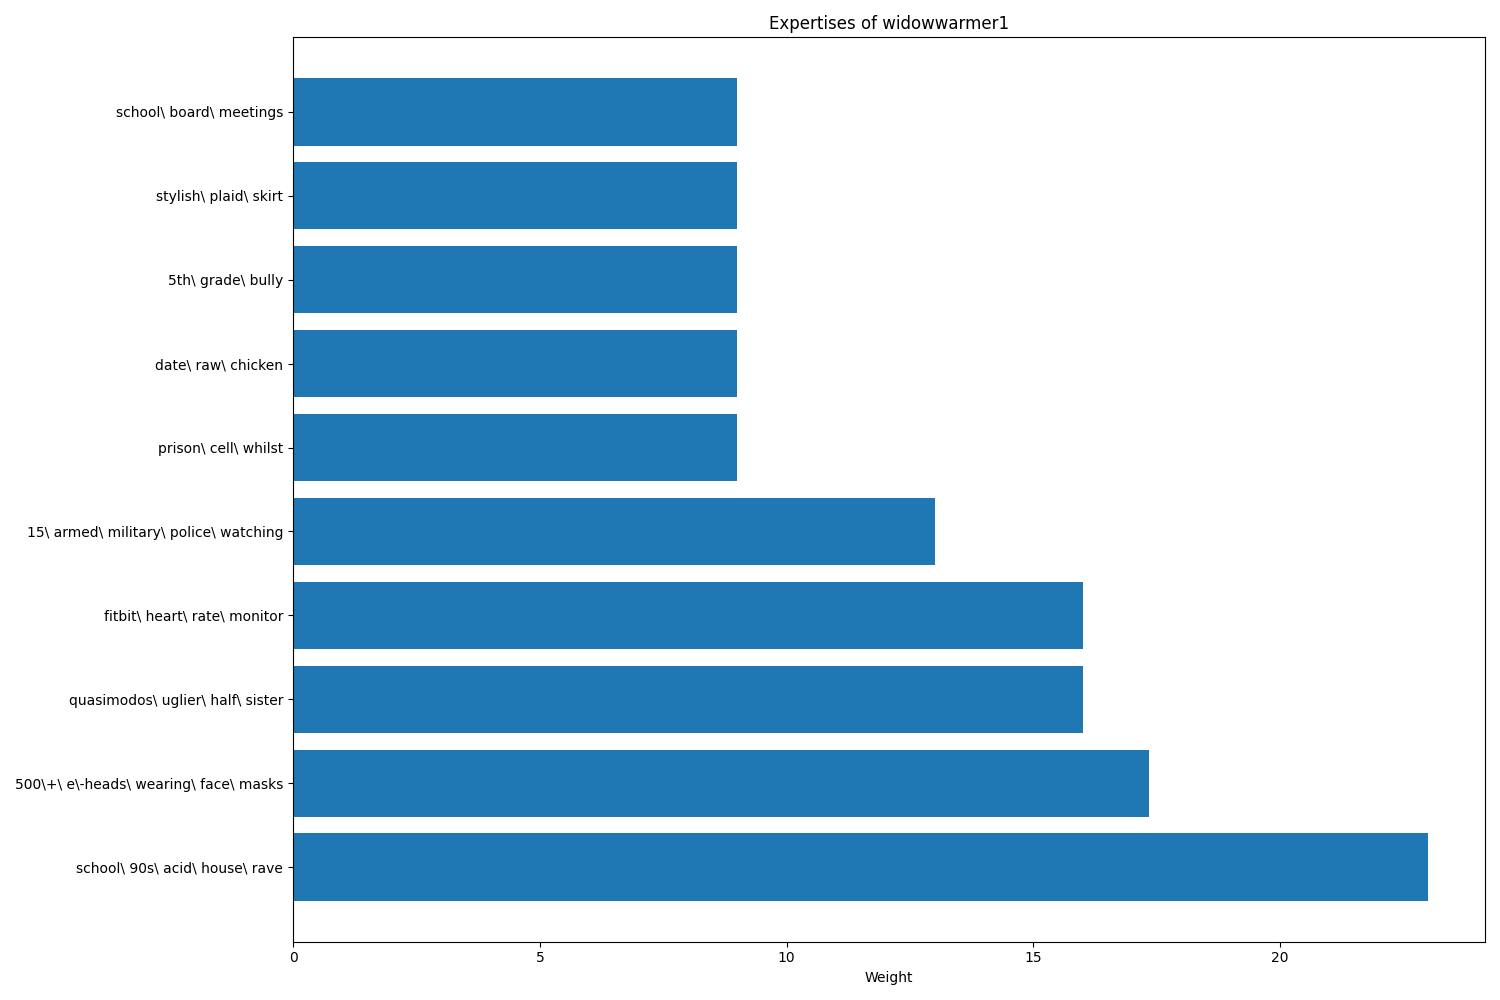 Expertises of widowwarmer1
school\ board\ meetings
stylish\ plaid\ skirt
5th\ grade\ bully
date\ raw\ chicken
prison\ cell\ whilst
15\ armed\ military\ police\ watching
fitbit\ heart\ rate\ monitor
quasimodos\ uglier\ half\ sister
500\+\ e\-heads\ wearing\ face\ masks
school\ 90s\ acid\ house\ rave
0 5 10 15 20
Weight